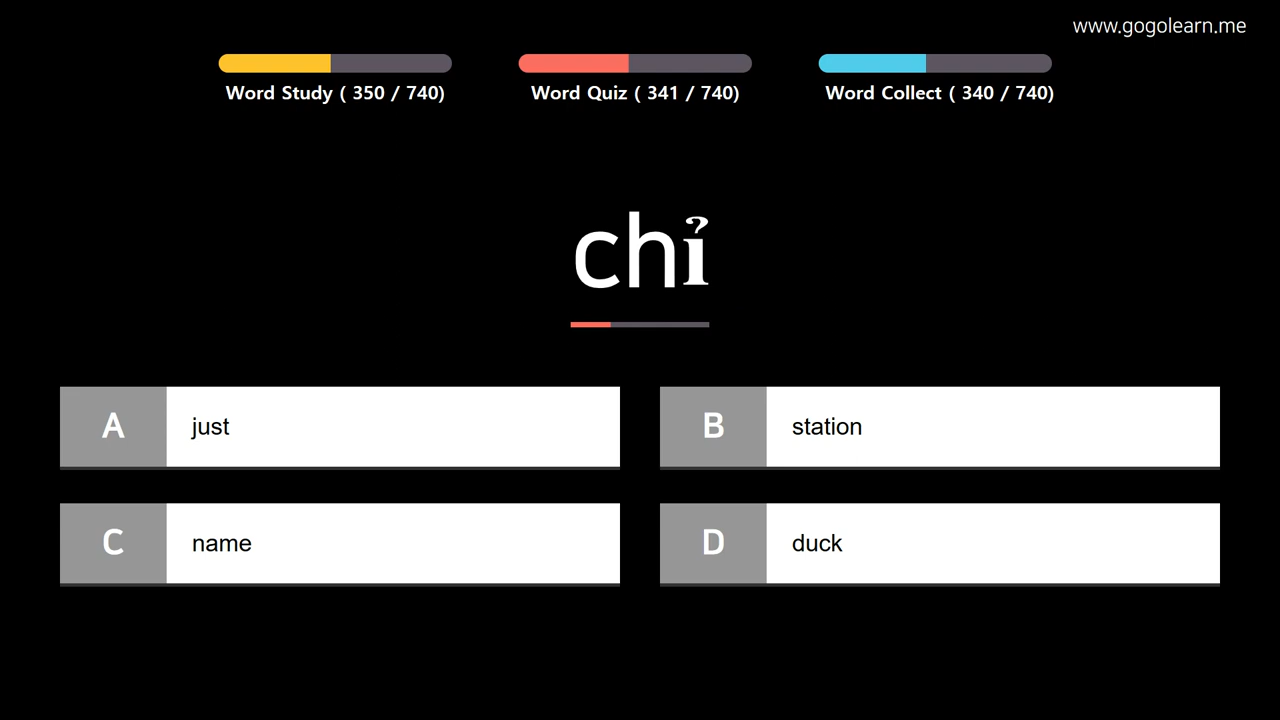 www.gogolearn.me
Word Study ( 350 / 740)
Word Quiz ( 341 / 740)
Word Collect ( 340 / 740)
chỉ
A just
B station
C name
D duck